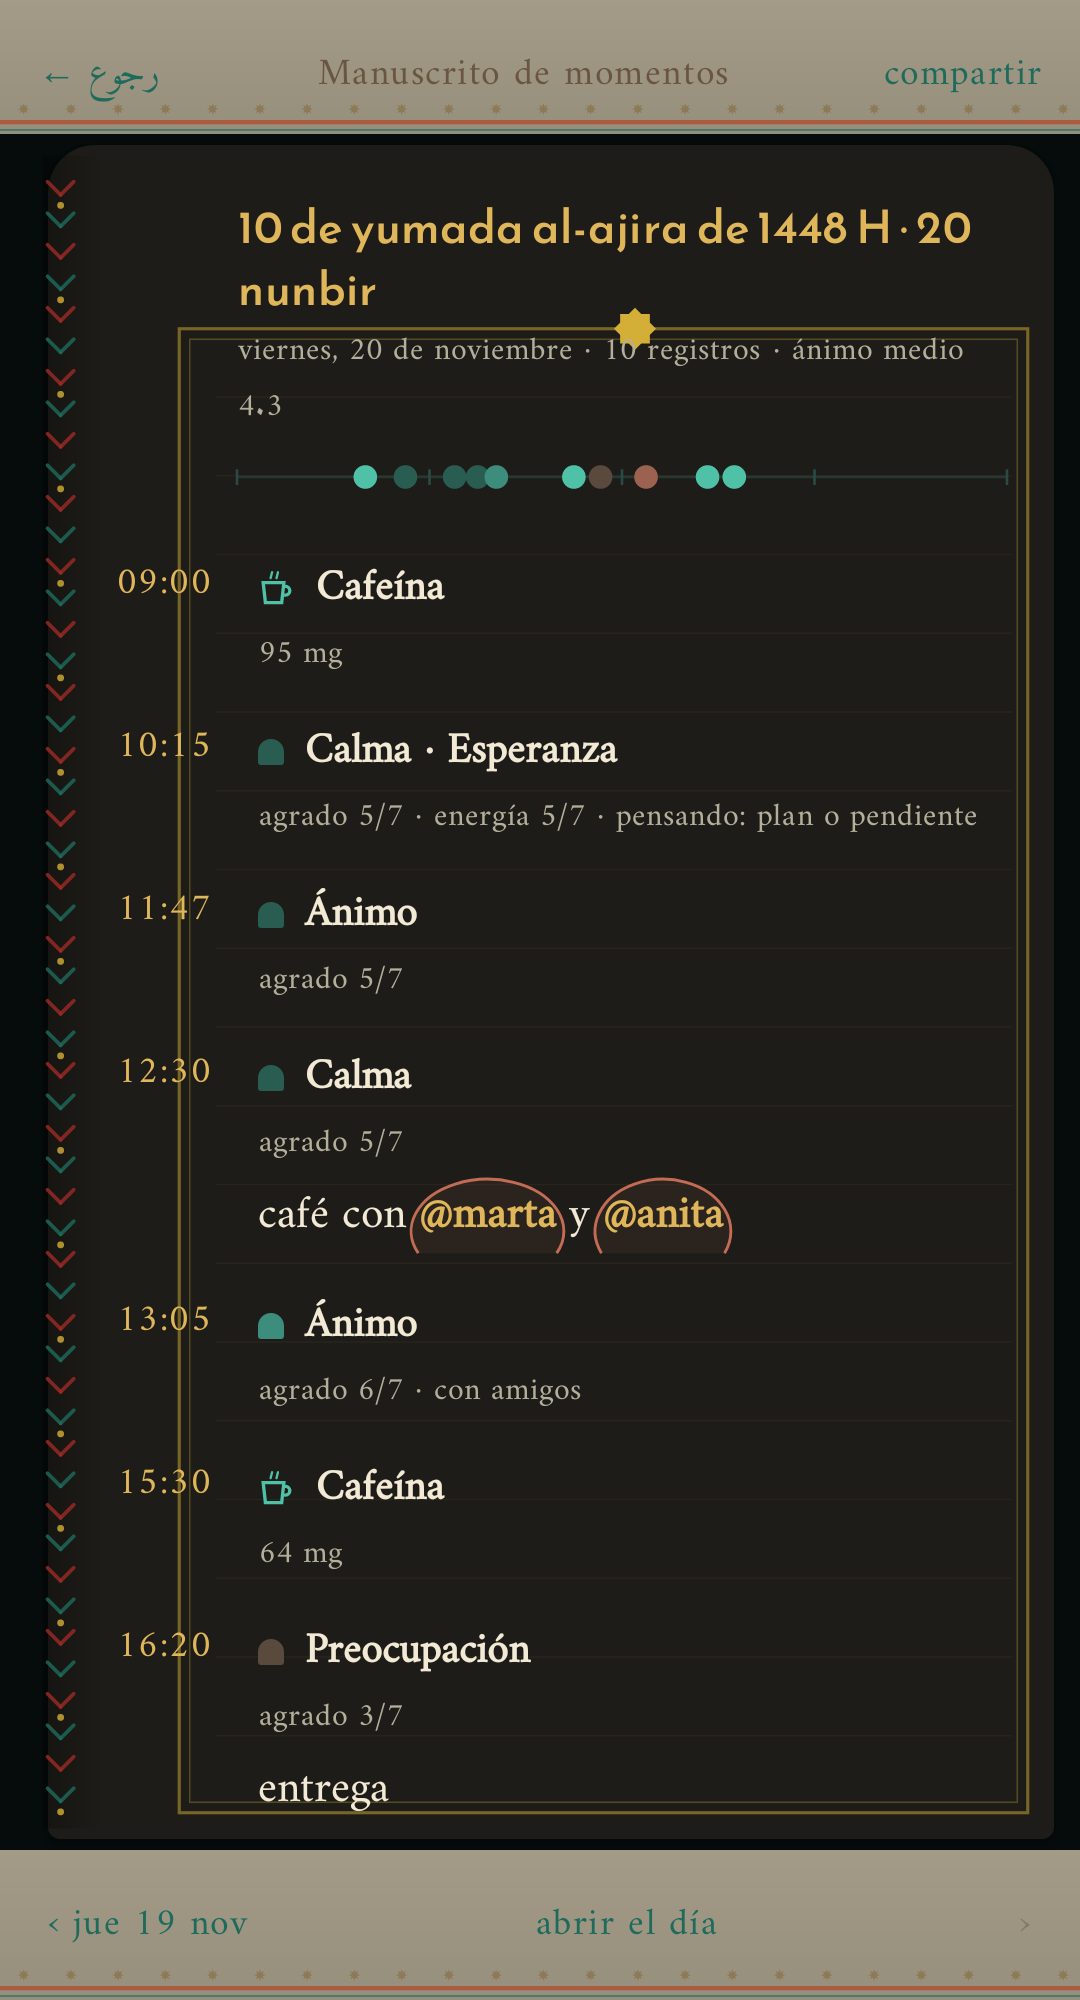 ← رجوع
Manuscrito de momentos
compartir
10 de yumada al-ajira de 1448 H · 20
nunbir
viernes, 20 de noviembre · 10 registros · ánimo medio
4.3
09:00 Cafeína
95 mg
10:15 Calma · Esperanza
agrado 5/7 · energía 5/7 · pensando: plan o pendiente
11:47 Ánimo
agrado 5/7
12:30 Calma
agrado 5/7
café con @marta y @anita
13:05 Ánimo
agrado 6/7 · con amigos
15:30 Cafeína
64 mg
16:20 Preocupación
agrado 3/7
entrega
‹ jue 19 nov
abrir el día
›